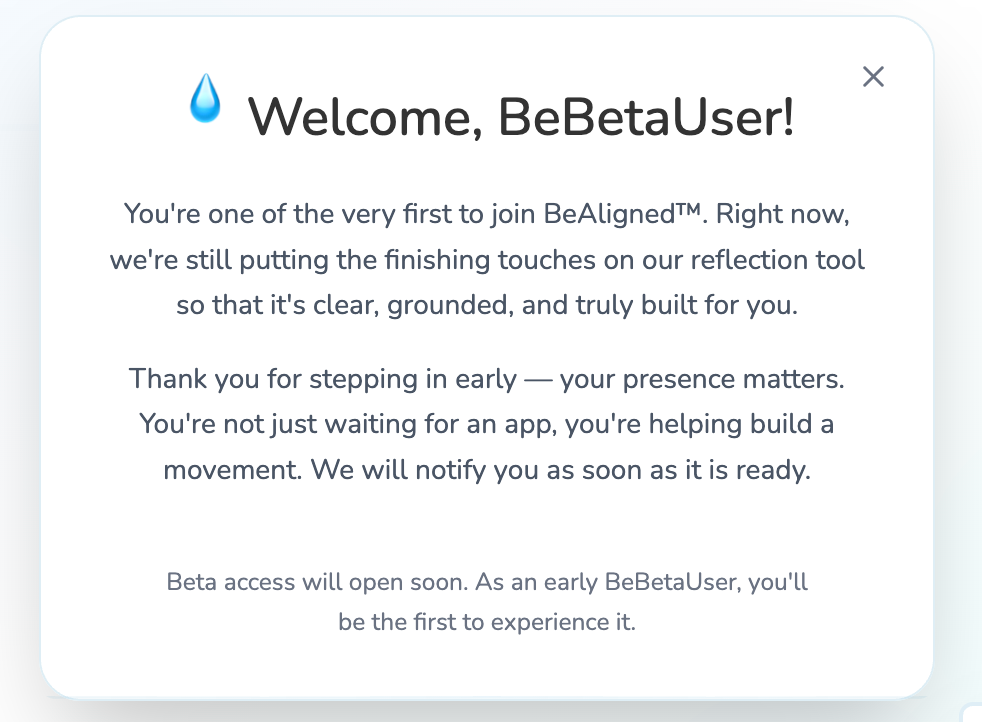 Welcome, BeBetaUser!
You're one of the very first to join BeAligned™. Right now,
we're still putting the finishing touches on our reflection tool
so that it's clear, grounded, and truly built for you.
Thank you for stepping in early — your presence matters.
You're not just waiting for an app, you're helping build a
movement. We will notify you as soon as it is ready.
Beta access will open soon. As an early BeBetaUser, you'll
be the first to experience it.